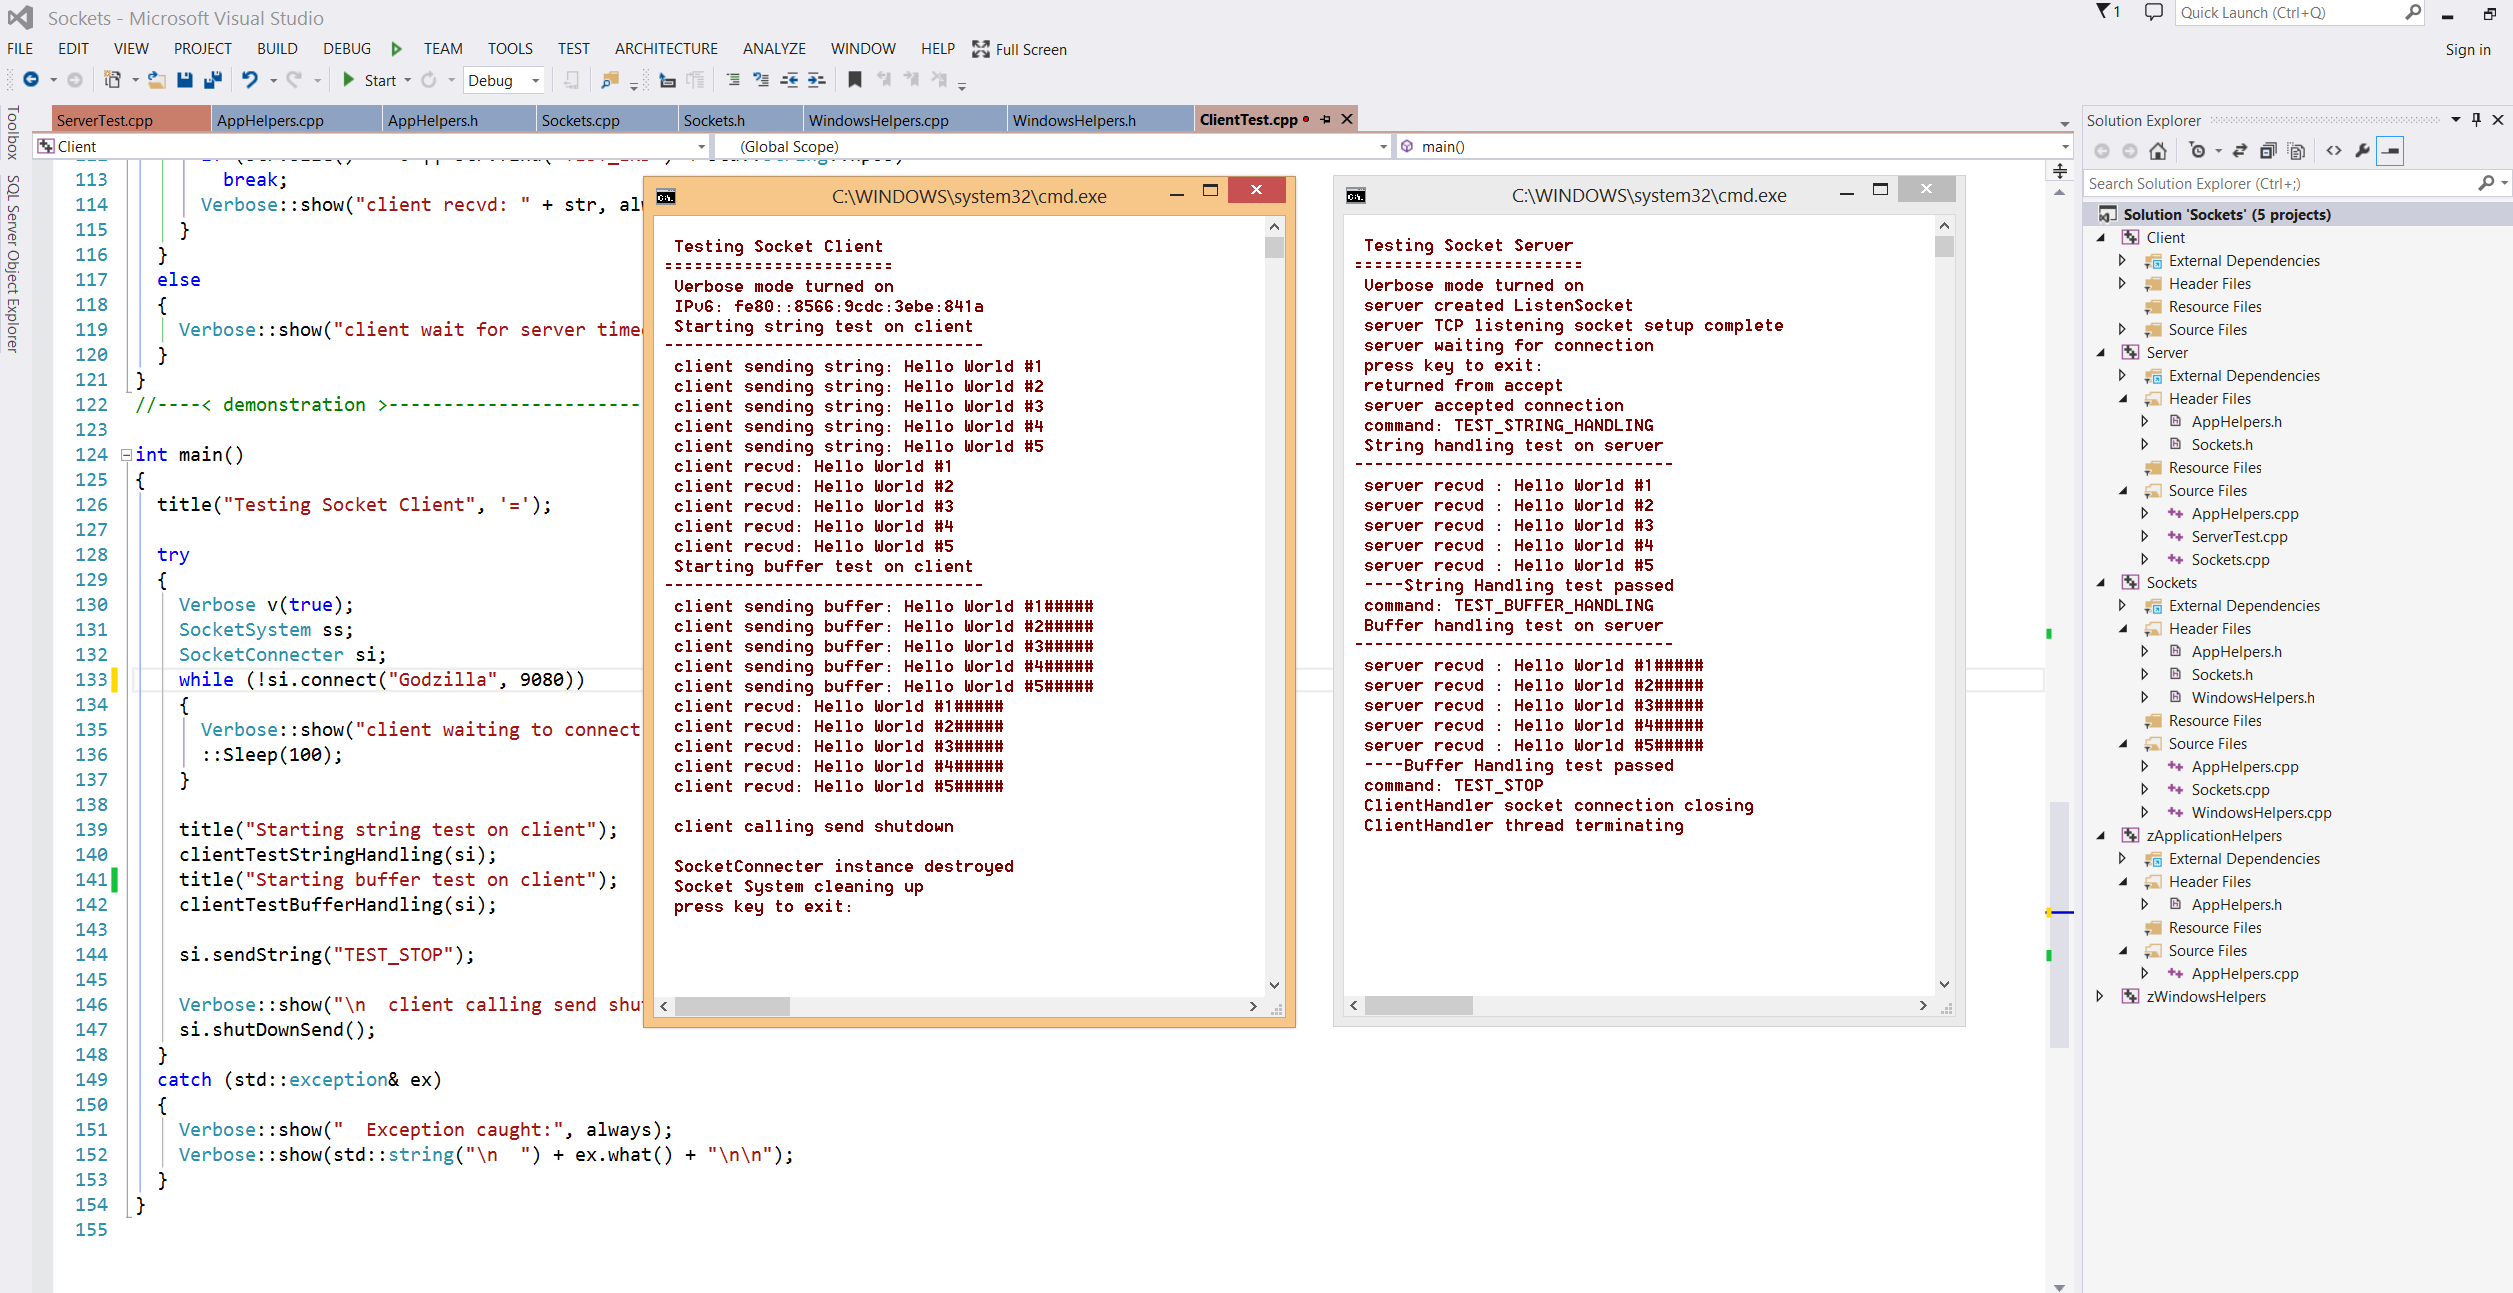 Sockets - Microsoft Visual Studio
1
Quick Launch (Ctrl+Q)
FILE EDIT VIEW PROJECT BUILD DEBUG TEAM TOOLS TEST ARCHITECTURE ANALYZE WINDOW HELP Full Screen
Sign in
Start Debug
Toolbox
SQL Server Object Explorer
ServerTest.cpp AppHelpers.cpp AppHelpers.h Sockets.cpp Sockets.h WindowsHelpers.cpp WindowsHelpers.h ClientTest.cpp
Client (Global Scope) main()
113 break;
114 Verbose::show("client recvd: " + str, alw
115 }
116 }
117 else
118 {
119 Verbose::show("client wait for server time
120 }
121 }
122 //----< demonstration >-----------------------
123
124 int main()
125 {
126 title("Testing Socket Client", '=');
127
128 try
129 {
130 Verbose v(true);
131 SocketSystem ss;
132 SocketConnecter si;
133 while (!si.connect("Godzilla", 9080))
134 {
135 Verbose::show("client waiting to connect
136 ::Sleep(100);
137 }
138
139 title("Starting string test on client");
140 clientTestStringHandling(si);
141 title("Starting buffer test on client");
142 clientTestBufferHandling(si);
143
144 si.sendString("TEST_STOP");
145
146 Verbose::show("\n  client calling send shu
147 si.shutDownSend();
148 }
149 catch (std::exception& ex)
150 {
151 Verbose::show("  Exception caught:", always);
152 Verbose::show(std::string("\n  ") + ex.what() + "\n\n");
153 }
154 }
155
C:\WINDOWS\system32\cmd.exe
Testing Socket Client
=======================
Verbose mode turned on
IPv6: fe80::8566:9cdc:3ebe:841a
Starting string test on client
--------------------------------
client sending string: Hello World #1
client sending string: Hello World #2
client sending string: Hello World #3
client sending string: Hello World #4
client sending string: Hello World #5
client recvd: Hello World #1
client recvd: Hello World #2
client recvd: Hello World #3
client recvd: Hello World #4
client recvd: Hello World #5
Starting buffer test on client
--------------------------------
client sending buffer: Hello World #1#####
client sending buffer: Hello World #2#####
client sending buffer: Hello World #3#####
client sending buffer: Hello World #4#####
client sending buffer: Hello World #5#####
client recvd: Hello World #1#####
client recvd: Hello World #2#####
client recvd: Hello World #3#####
client recvd: Hello World #4#####
client recvd: Hello World #5#####
client calling send shutdown
SocketConnecter instance destroyed
Socket System cleaning up
press key to exit:
C:\WINDOWS\system32\cmd.exe
Testing Socket Server
=======================
Verbose mode turned on
server created ListenSocket
server TCP listening socket setup complete
server waiting for connection
press key to exit:
returned from accept
server accepted connection
command: TEST_STRING_HANDLING
String handling test on server
--------------------------------
server recvd : Hello World #1
server recvd : Hello World #2
server recvd : Hello World #3
server recvd : Hello World #4
server recvd : Hello World #5
----String Handling test passed
command: TEST_BUFFER_HANDLING
Buffer handling test on server
--------------------------------
server recvd : Hello World #1#####
server recvd : Hello World #2#####
server recvd : Hello World #3#####
server recvd : Hello World #4#####
server recvd : Hello World #5#####
----Buffer Handling test passed
command: TEST_STOP
ClientHandler socket connection closing
ClientHandler thread terminating
Solution Explorer
Search Solution Explorer (Ctrl+;)
Solution 'Sockets' (5 projects)
Client
External Dependencies
Header Files
Resource Files
Source Files
Server
External Dependencies
Header Files
AppHelpers.h
Sockets.h
Resource Files
Source Files
AppHelpers.cpp
ServerTest.cpp
Sockets.cpp
Sockets
External Dependencies
Header Files
AppHelpers.h
Sockets.h
WindowsHelpers.h
Resource Files
Source Files
AppHelpers.cpp
Sockets.cpp
WindowsHelpers.cpp
zApplicationHelpers
External Dependencies
Header Files
AppHelpers.h
Resource Files
Source Files
AppHelpers.cpp
zWindowsHelpers